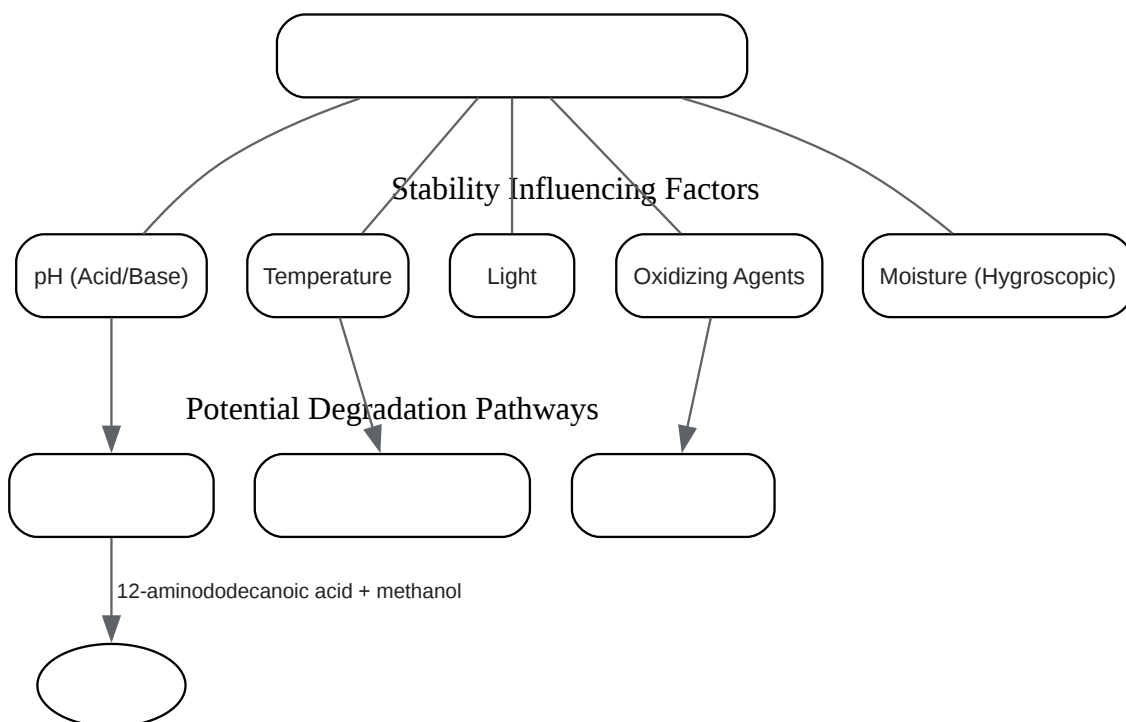 Stability Influencing Factors
pH (Acid/Base)
Temperature
Light
Oxidizing Agents
Moisture (Hygroscopic)
Potential Degradation Pathways
12-aminododecanoic acid + methanol